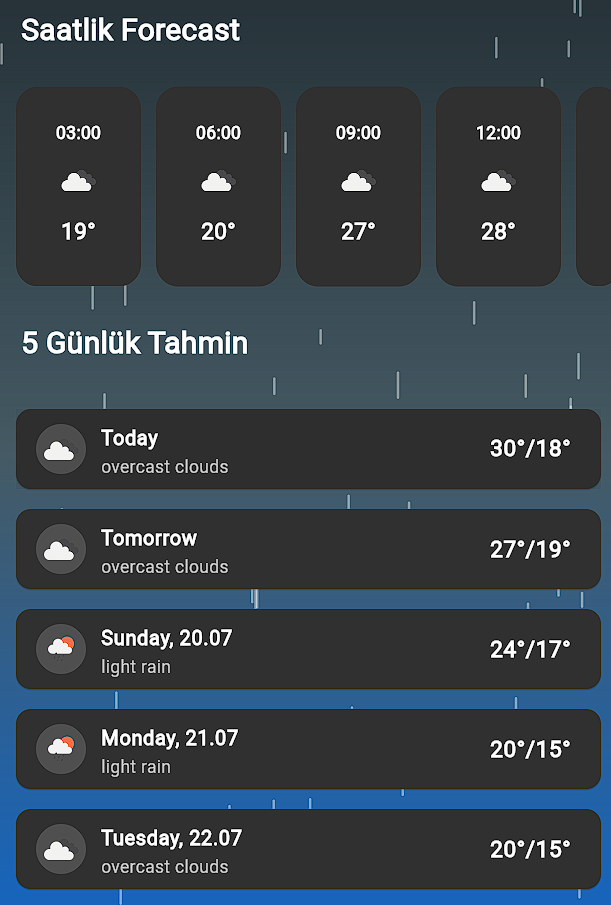 Saatlik Forecast
03:00 06:00 09:00 12:00
19° 20° 27° 28°
5 Günlük Tahmin
Today
overcast clouds
30°/18°
Tomorrow
overcast clouds
27°/19°
Sunday, 20.07
light rain
24°/17°
Monday, 21.07
light rain
20°/15°
Tuesday, 22.07
overcast clouds
20°/15°